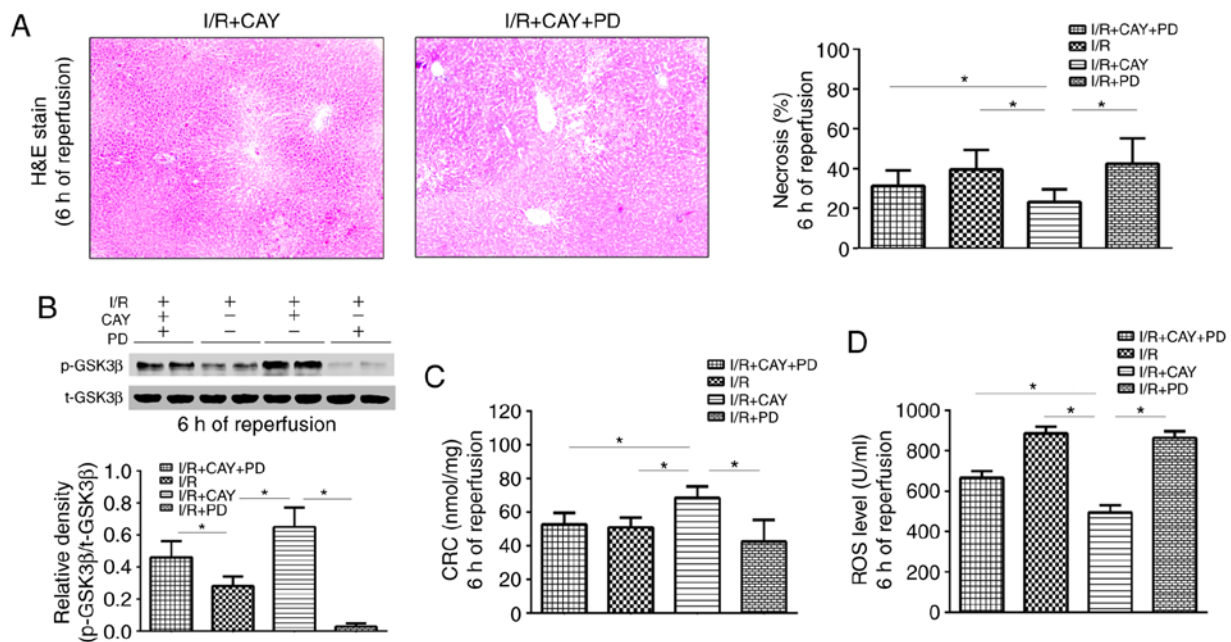 A
I/R+CAY
I/R+CAY+PD
H&E stain
(6 h of reperfusion)
I/R+CAY+PD
I/R
I/R+CAY
I/R+PD
Necrosis (%)
6 h of reperfusion
100
80
60
40
20
0
*
*
*
B
I/R + + + +
CAY + − + −
PD + − − +
p-GSK3β
t-GSK3β
6 h of reperfusion
I/R+CAY+PD
I/R
I/R+CAY
I/R+PD
Relative density
(p-GSK3β/t-GSK3β)
1.0
0.8
0.6
0.4
0.2
0.0
*
*
*
C
I/R+CAY+PD
I/R
I/R+CAY
I/R+PD
CRC (nmol/mg)
6 h of reperfusion
120
100
80
60
40
20
0
*
*
*
D
I/R+CAY+PD
I/R
I/R+CAY
I/R+PD
ROS level (U/ml)
6 h of reperfusion
1000
800
600
400
200
0
*
*
*